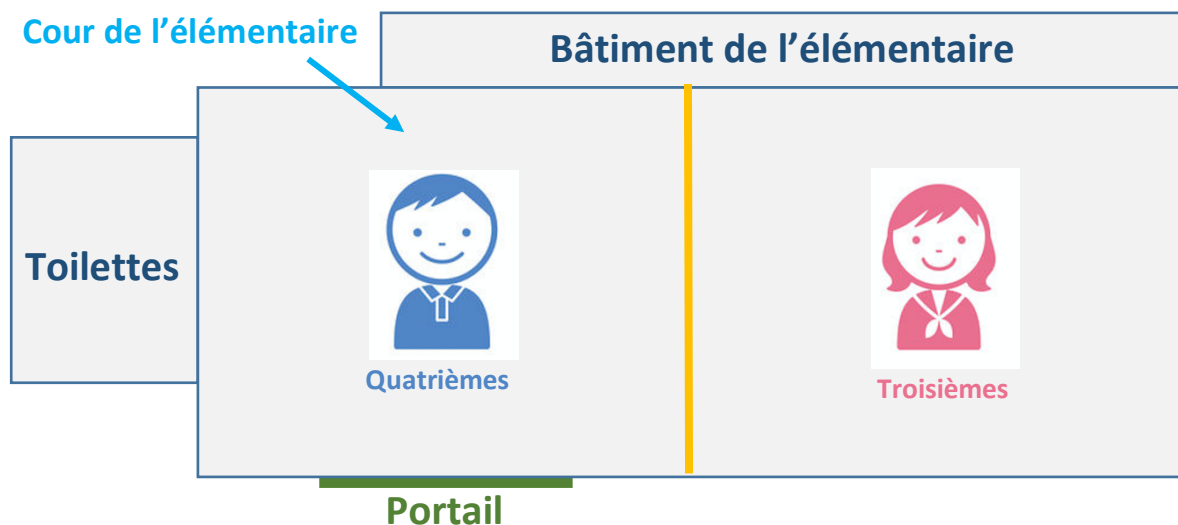 Cour de l’élémentaire
Bâtiment de l’élémentaire
Toilettes
Quatrièmes
Troisièmes
Portail